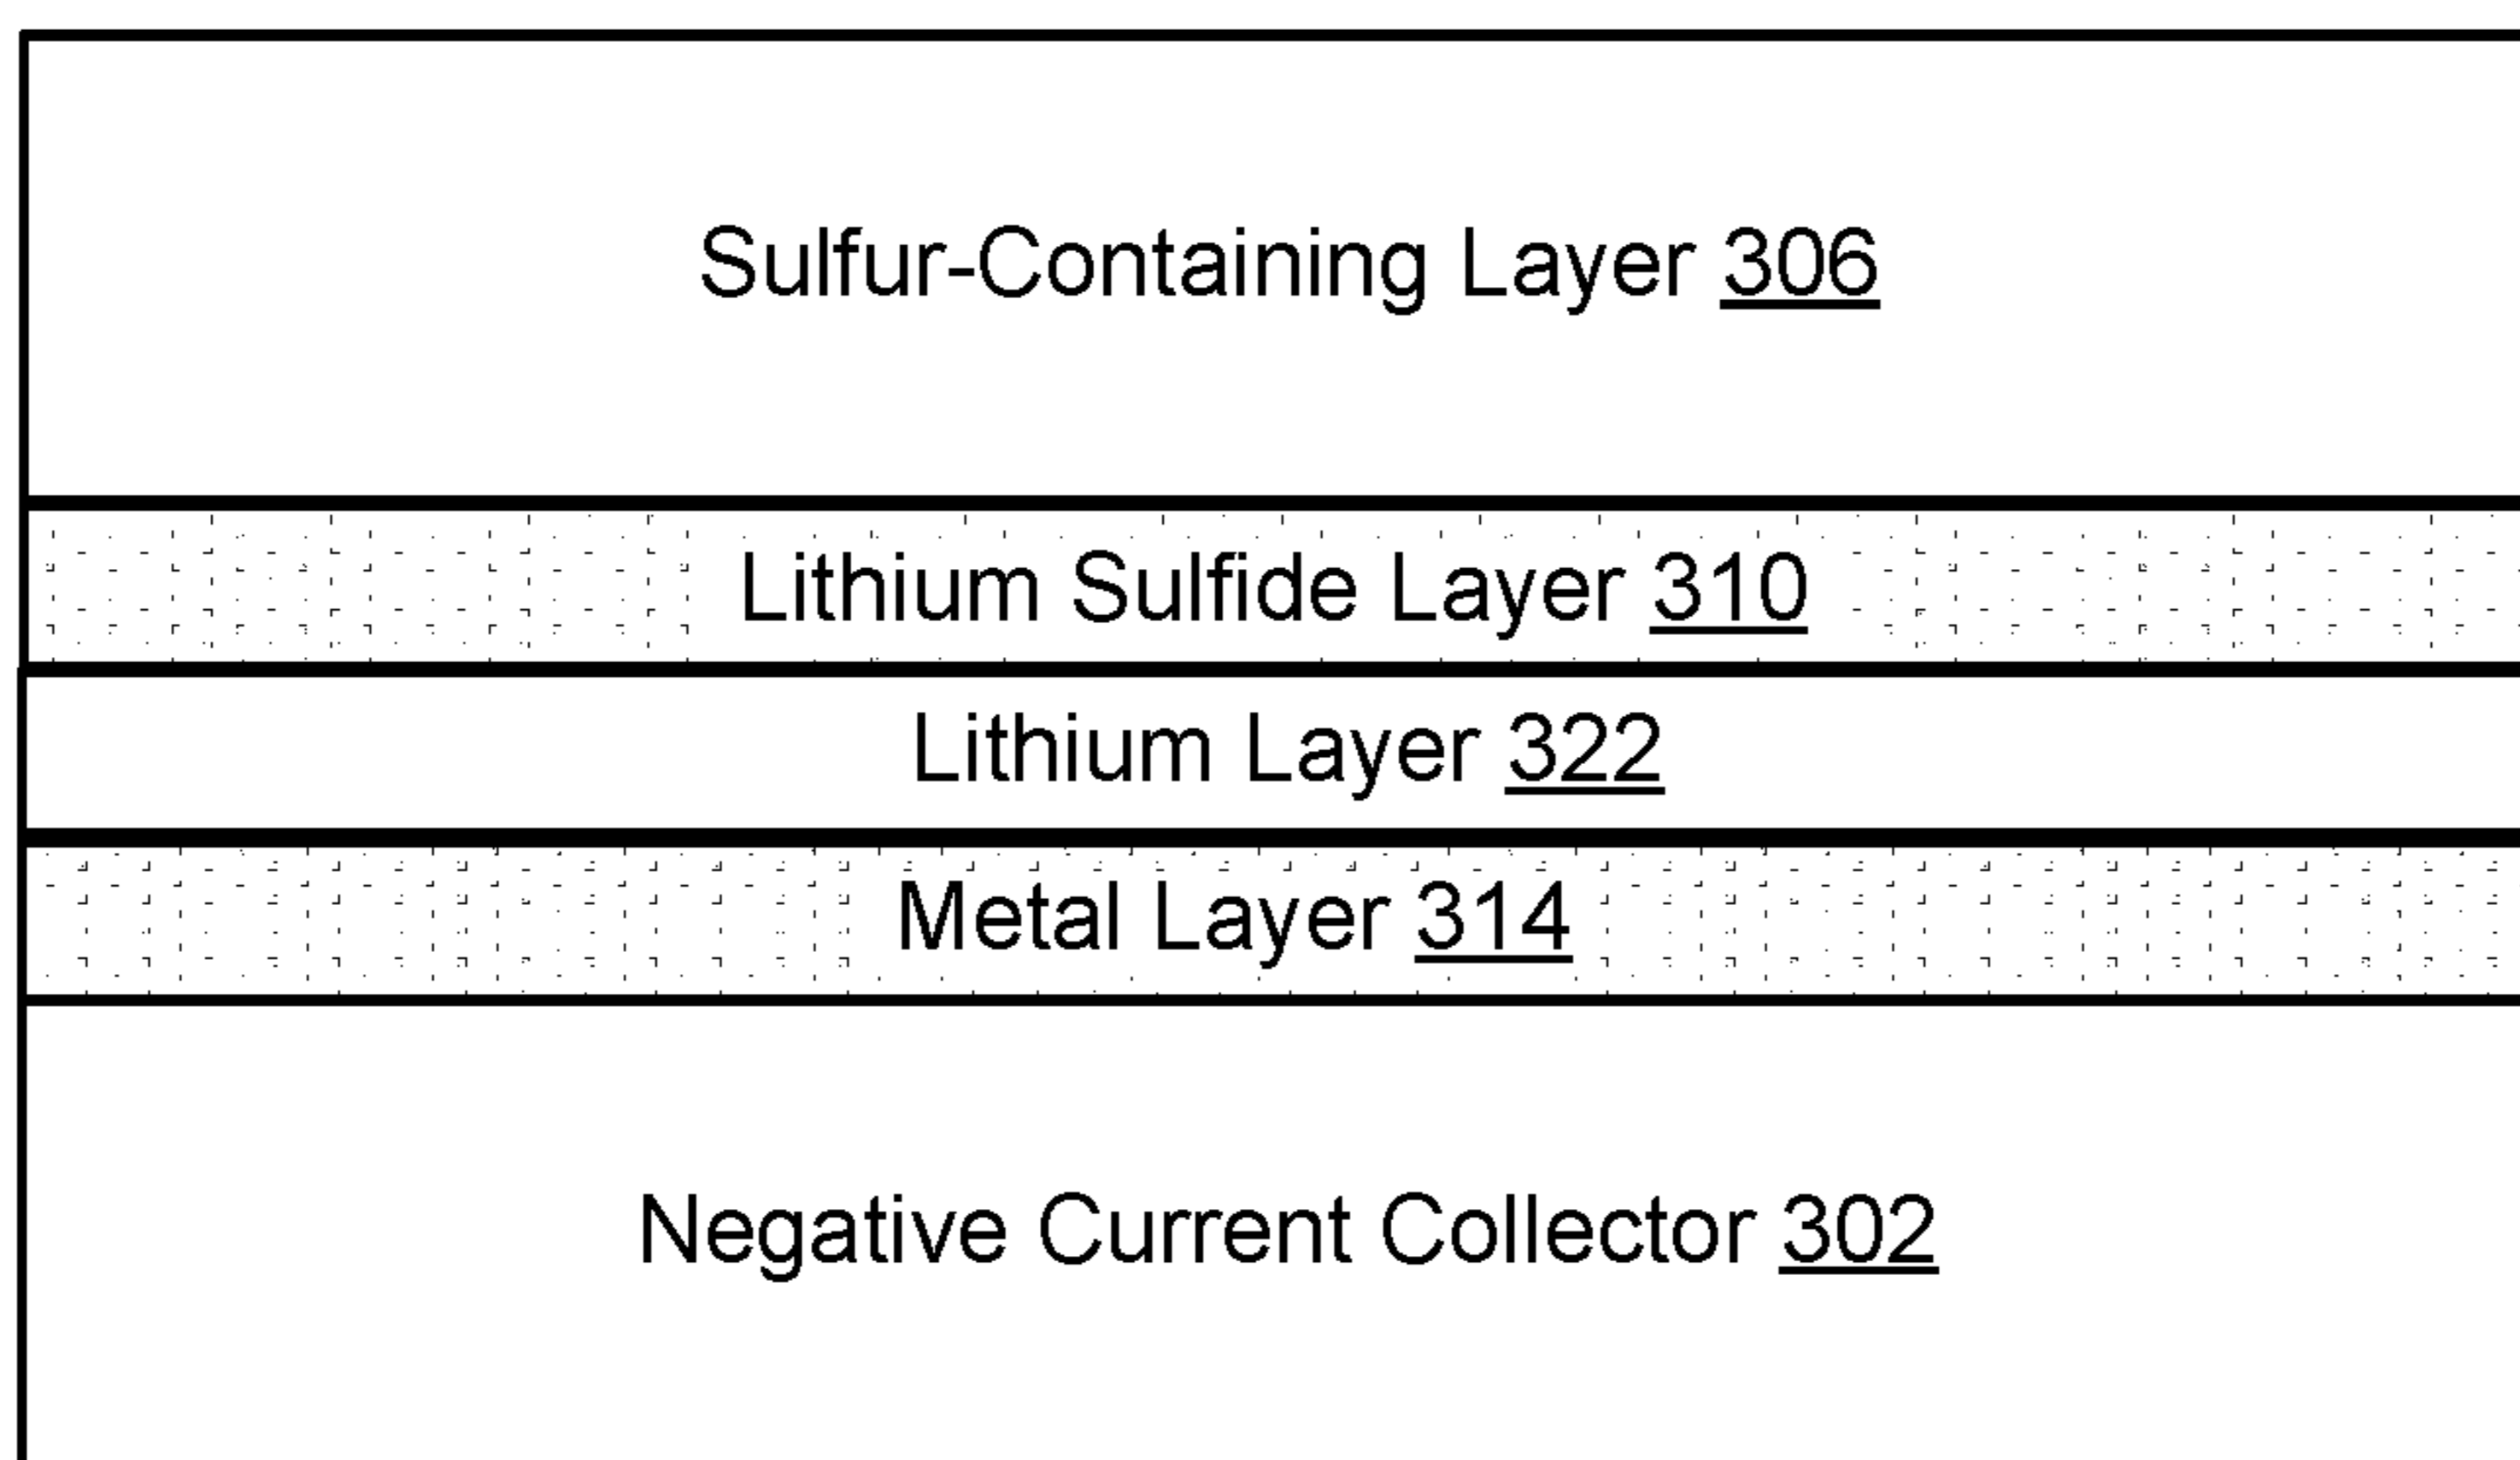 Sulfur-Containing Layer 306
Lithium Sulfide Layer 310
Lithium Layer 322
Metal Layer 314
Negative Current Collector 302